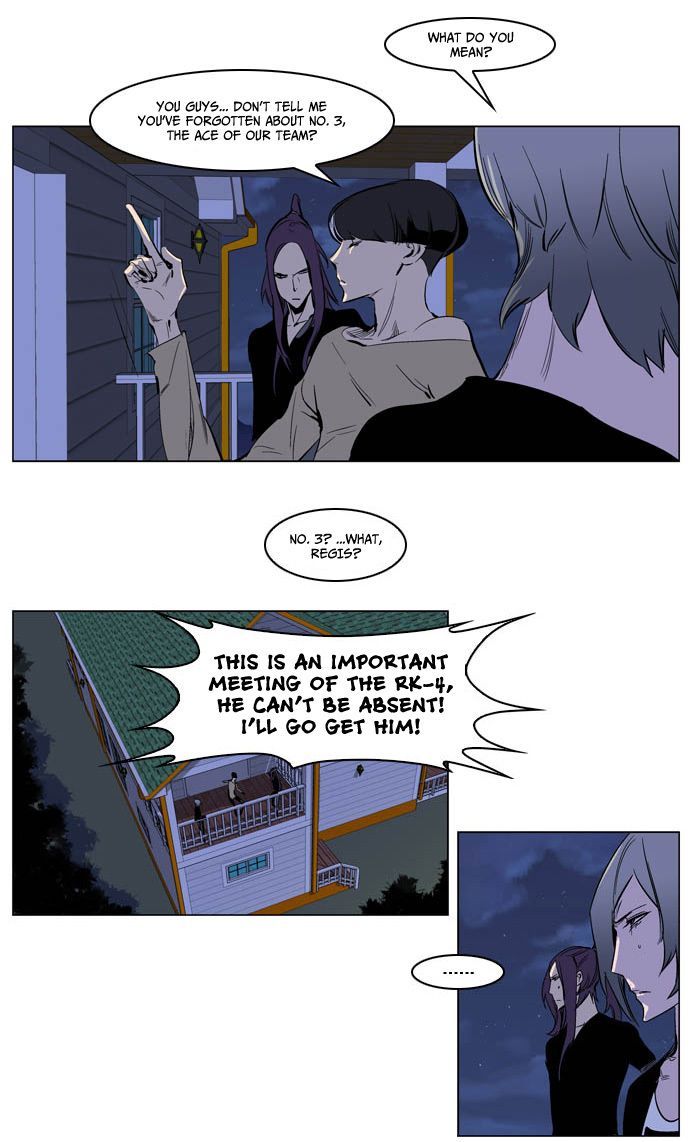 WHAT DO YOU
MEAN?
YOU GUYS... DON'T TELL ME
YOU'VE FORGOTTEN ABOUT NO. 3,
THE ACE OF OUR TEAM?
NO. 3? ...WHAT,
REGIS?
THIS IS AN IMPORTANT
MEETING OF THE RK-4,
HE CAN'T BE ABSENT!
I'LL GO GET HIM!
......